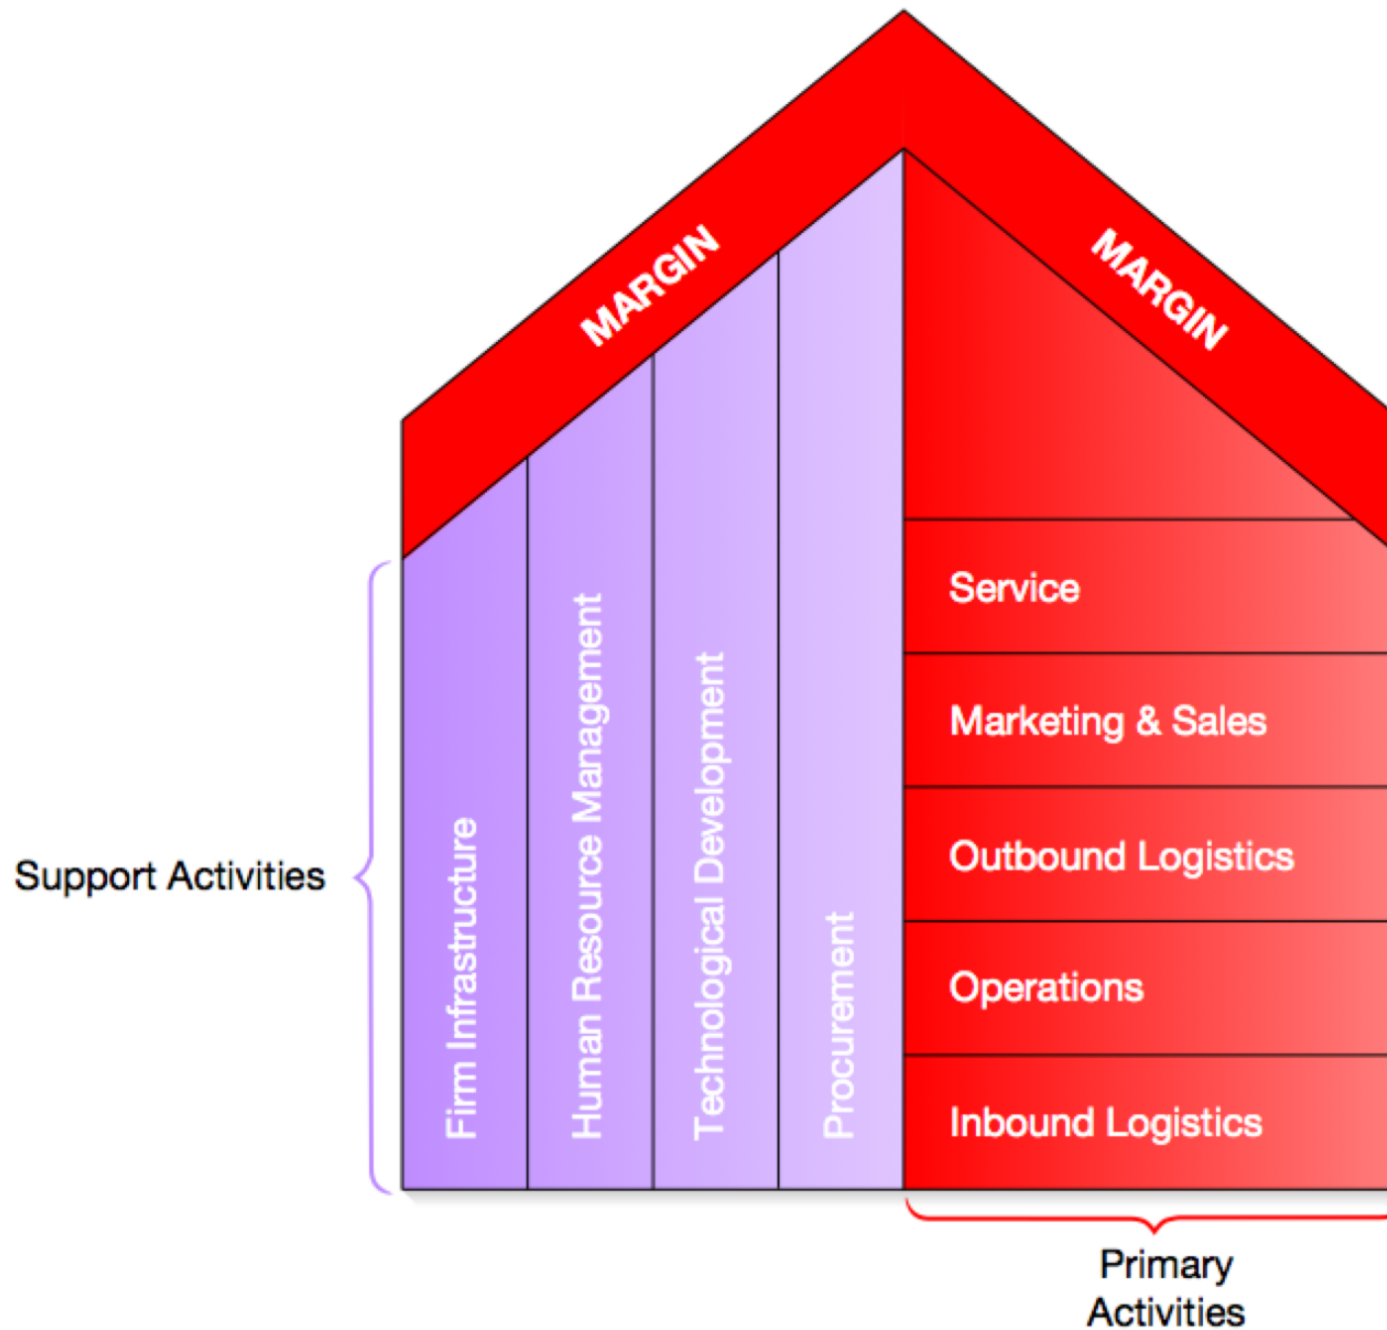 MARGIN
MARGIN
Support Activities
Firm Infrastructure
Human Resource Management
Technological Development
Procurement
Service
Marketing & Sales
Outbound Logistics
Operations
Inbound Logistics
Primary
Activities